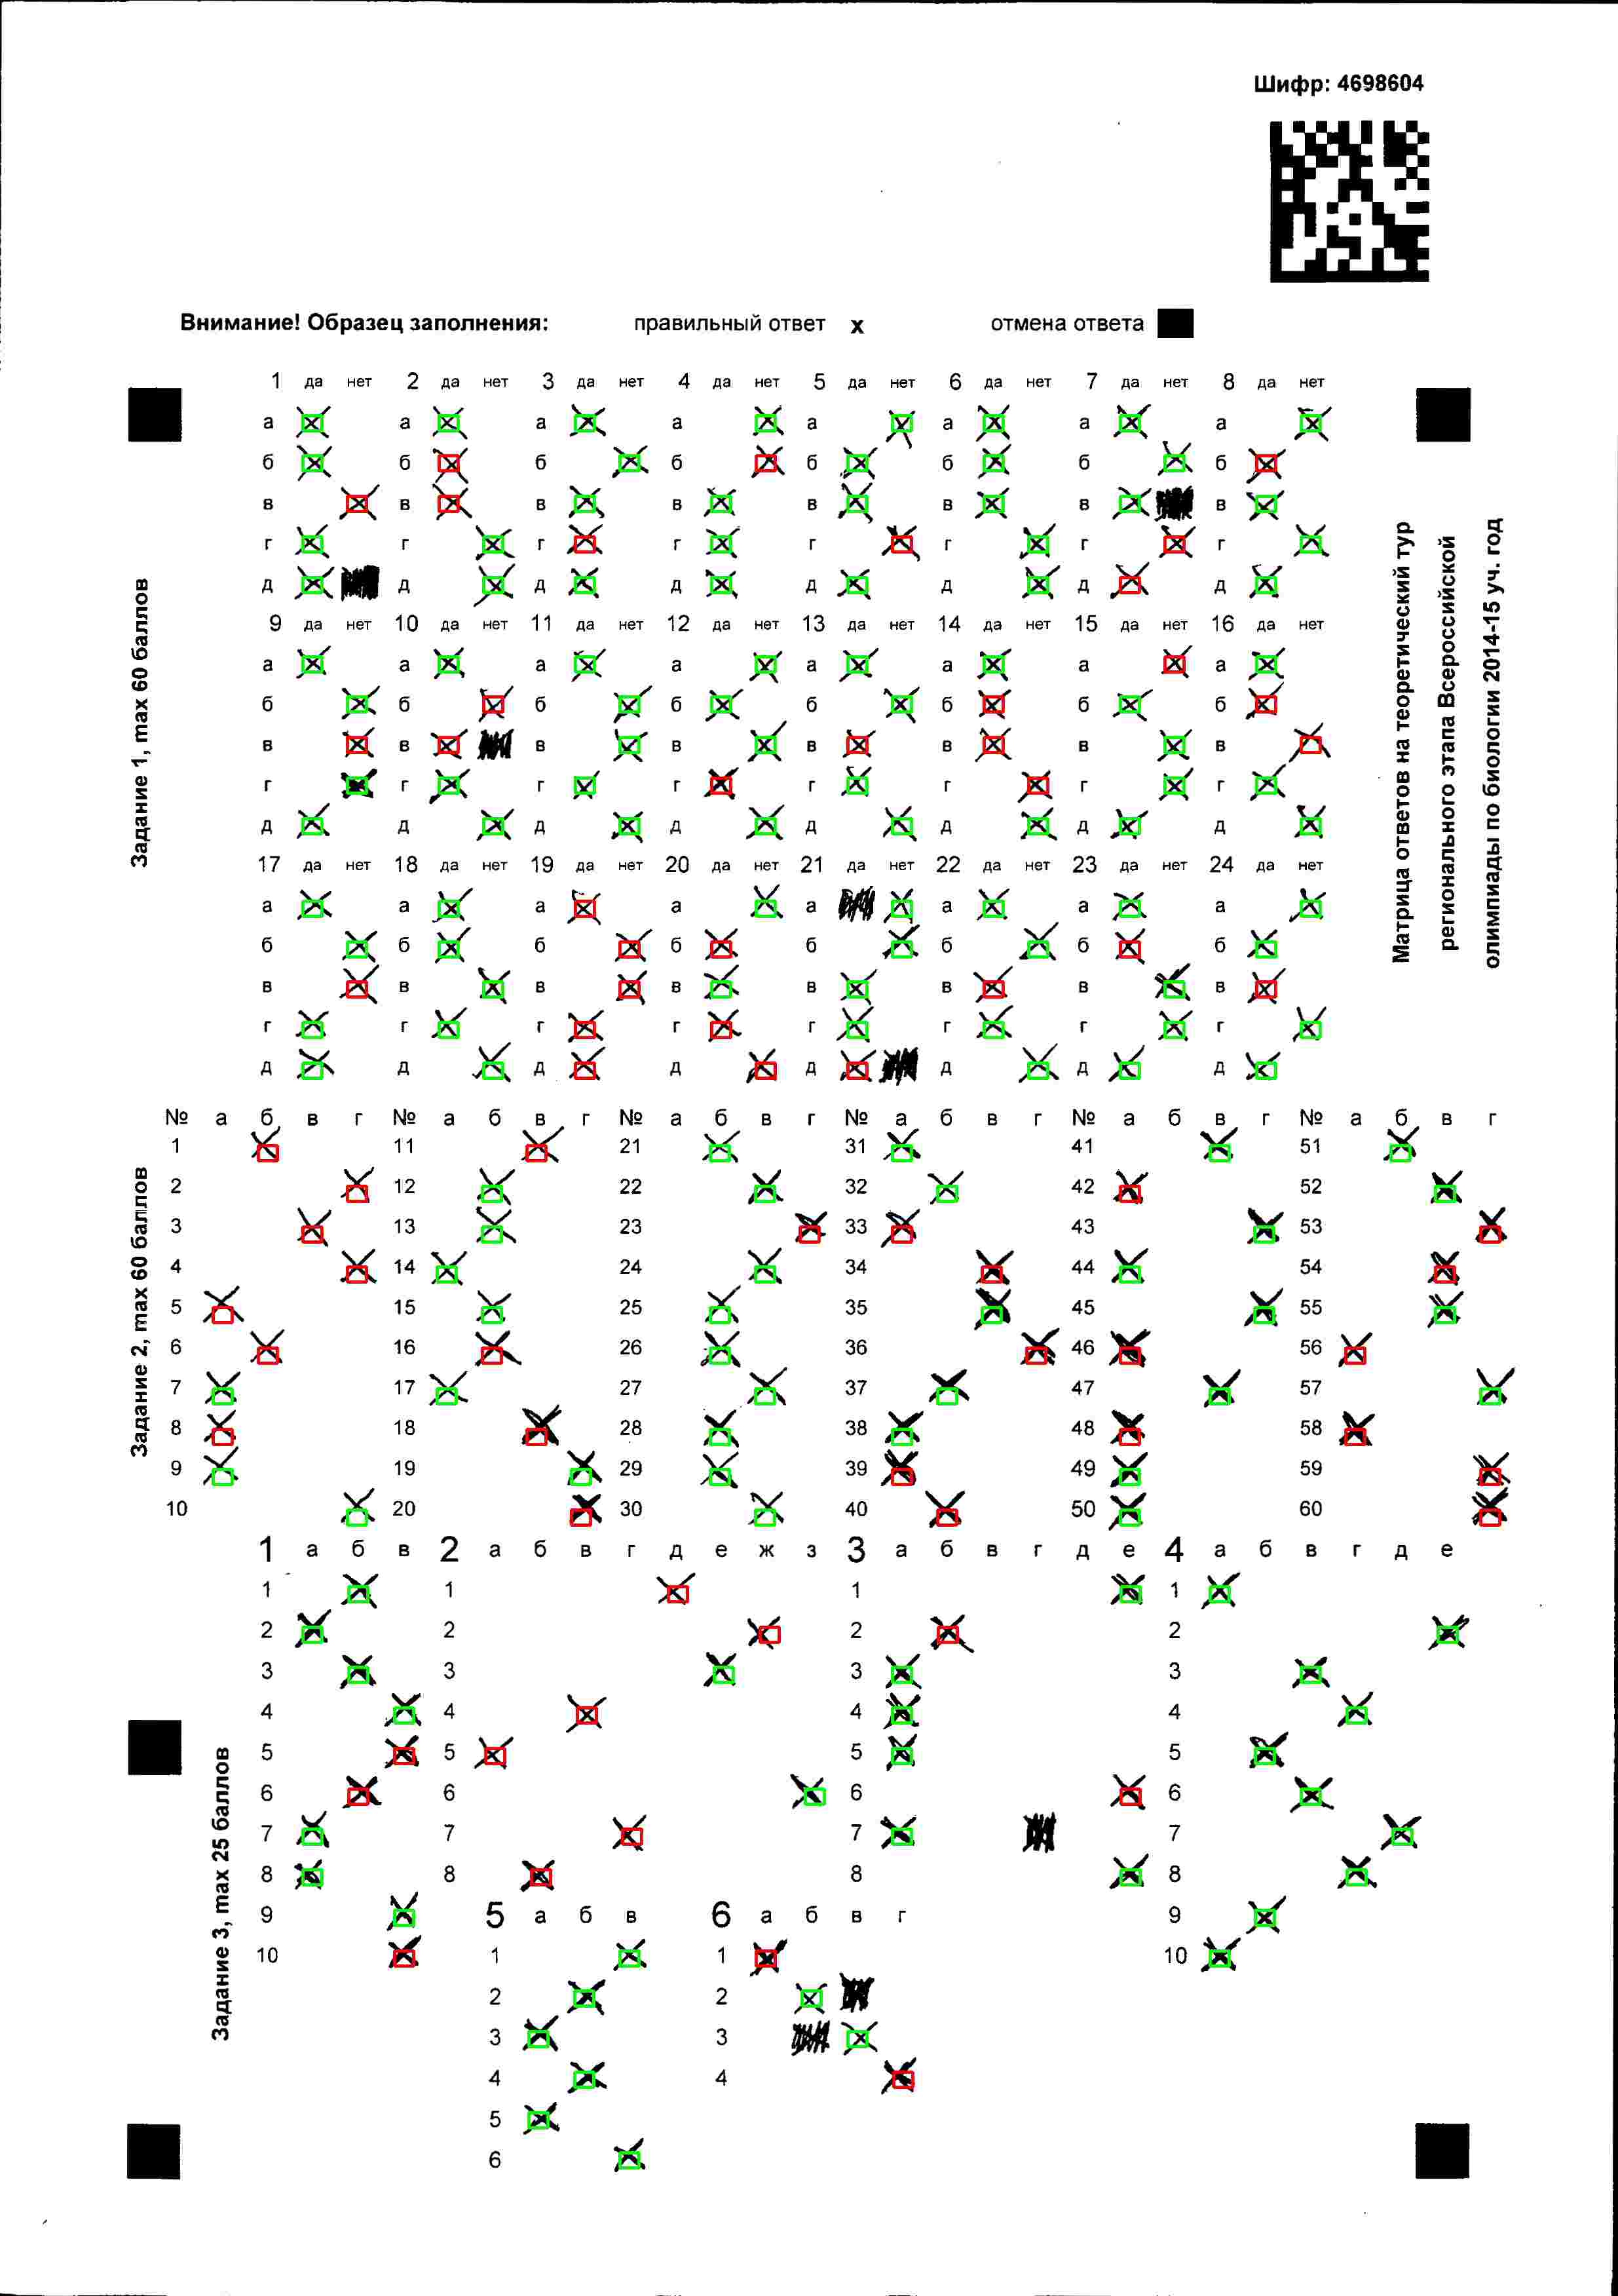 Шифр: 4698604
Внимание! Образец заполнения: правильный ответ x отмена ответа
1 да нет 2 да нет 3 да нет 4 да нет 5 да нет 6 да нет 7 да нет 8 да нет
а а а а а а а а
б б б б б б б б
в в в в в в в в
г г г г г г г г
д д д д д д д д
9 да нет 10 да нет 11 да нет 12 да нет 13 да нет 14 да нет 15 да нет 16 да нет
а а а а а а а а
б б б б б б б б
в в в в в в в в
г г г г г г г г
д д д д д д д д
17 да нет 18 да нет 19 да нет 20 да нет 21 да нет 22 да нет 23 да нет 24 да нет
а а а а а а а а
б б б б б б б б
в в в в в в в в
г г г г г г г г
д д д д д д д д
Задание 1, max 60 баллов
Матрица ответов на теоретический тур
регионального этапа Всероссийской
олимпиады по биологии 2014-15 уч. год
№ а б в г № а б в г № а б в г № а б в г № а б в г № а б в г
1 11 21 31 41 51
2 12 22 32 42 52
3 13 23 33 43 53
4 14 24 34 44 54
5 15 25 35 45 55
6 16 26 36 46 56
7 17 27 37 47 57
8 18 28 38 48 58
9 19 29 39 49 59
10 20 30 40 50 60
Задание 2, max 60 баллов
1 а б в 2 а б в г д е ж з 3 а б в г д е 4 а б в г д е
1 1 1 1
2 2 2 2
3 3 3 3
4 4 4 4
5 5 5 5
6 6 6 6
7 7 7 7
8 8 8 8
9 5 а б в 6 а б в г 9
10 1 1 10
2 2
3 3
4 4
5
6
Задание 3, max 25 баллов